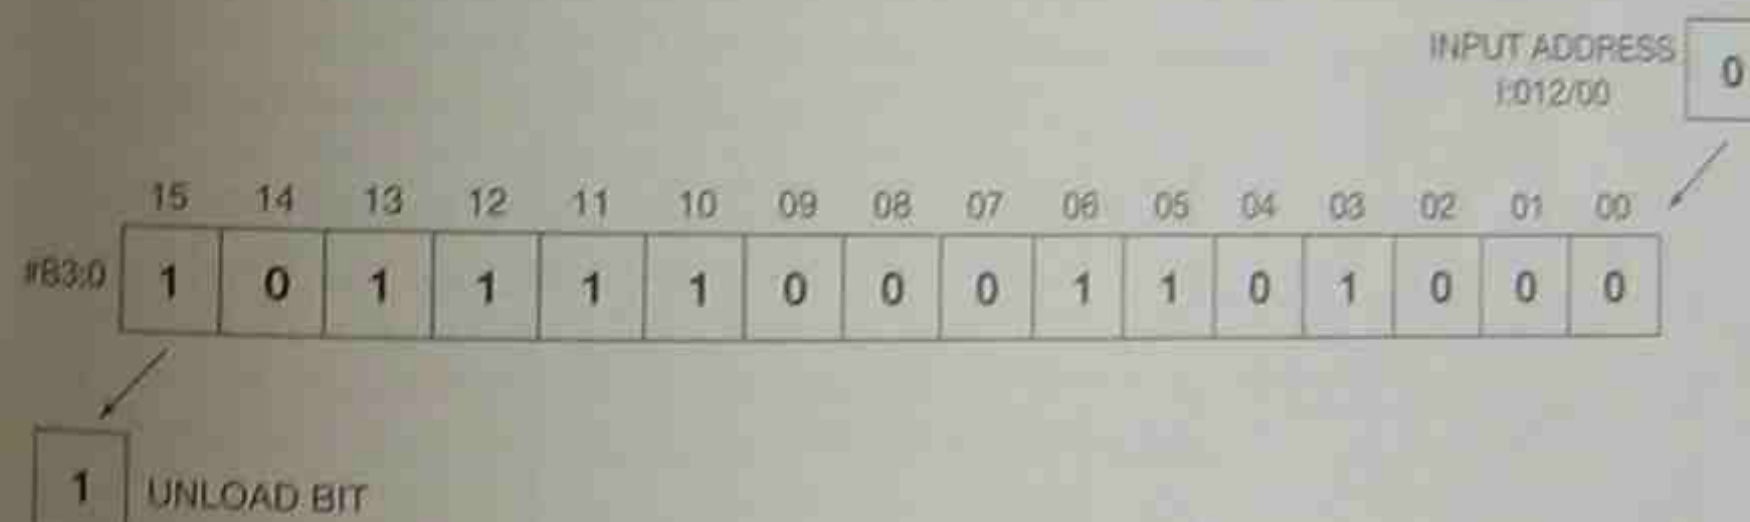 INPUT ADDRESS 0
I:012/00
15 14 13 12 11 10 09 08 07 06 05 04 03 02 01 00
#B3:0 1 0 1 1 1 1 0 0 0 1 1 0 1 0 0 0
1 UNLOAD BIT